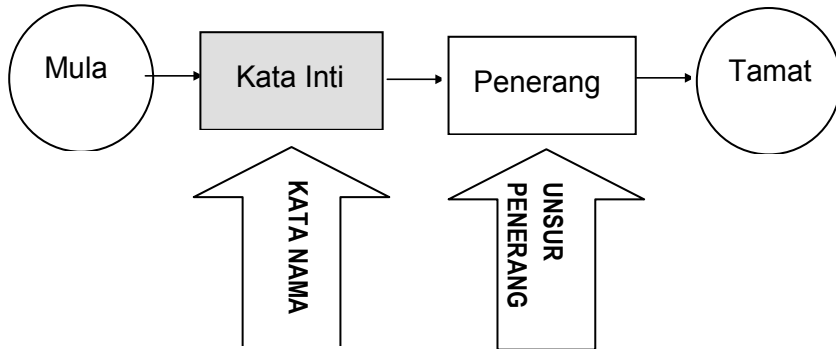 Mula
Kata Inti
Penerang
Tamat
KATA NAMA
UNSUR
PENERANG